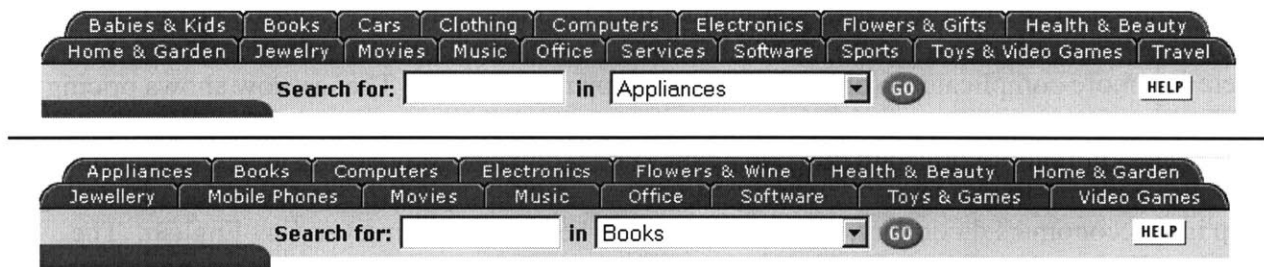 Babies & Kids Books Cars Clothing Computers Electronics Flowers & Gifts Health & Beauty
Home & Garden Jewelry Movies Music Office Services Software Sports Toys & Video Games Travel
Search for: in Appliances GO HELP
Appliances Books Computers Electronics Flowers & Wine Health & Beauty Home & Garden
Jewellery Mobile Phones Movies Music Office Software Toys & Games Video Games
Search for: in Books GO HELP